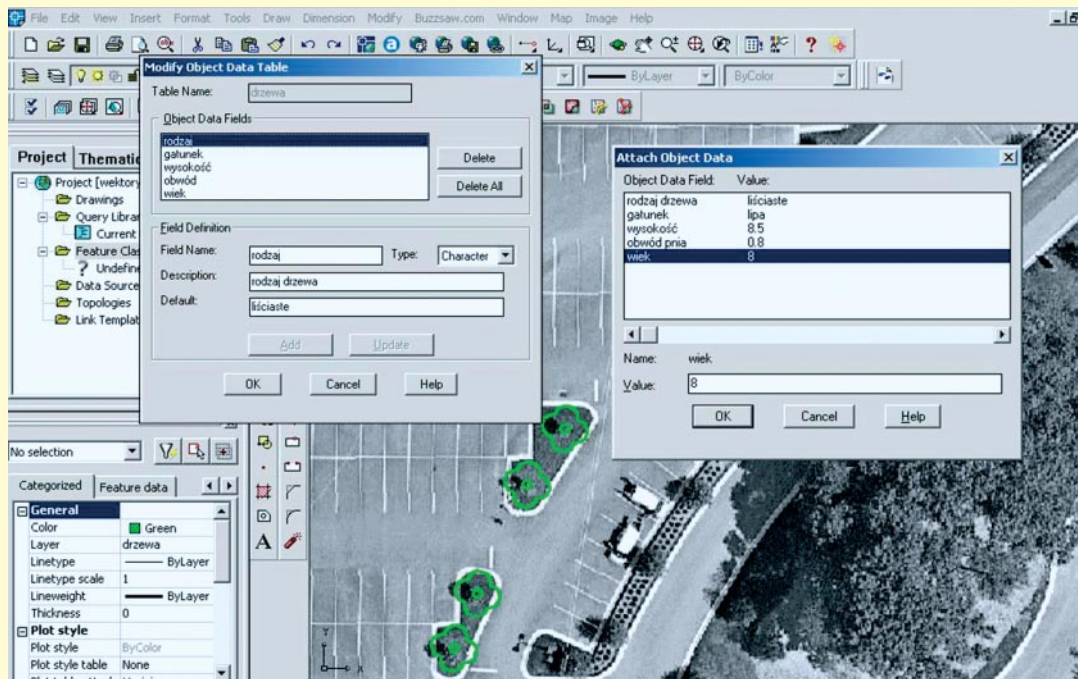 File Edit View Insert Format Tools Draw Dimension Modify Buzzsaw.com Window Map Image Help
ByLayer ByColor
Modify Object Data Table
Table Name: drzewa
Object Data Fields
rodzaj
gatunek
wysokość
obwód
wiek
Delete
Delete All
Field Definition
Field Name: rodzaj Type: Character
Description: rodzaj drzewa
Default: liściaste
Add Update
OK Cancel Help
Attach Object Data
Object Data Field: Value:
rodzaj drzewa liściaste
gatunek lipa
wysokość 8.5
obwód pnia 0.8
wiek 8
Name: wiek
Value: 8
OK Cancel Help
Project Thematic
Project [wektory
Drawings
Query Librar
Current
Feature Clas
Undefine
Data Source
Topologies
Link Templat
No selection
Categorized Feature data
General
Color Green
Layer drzewa
Linetype ByLayer
Linetype scale 1
Lineweight ByLayer
Thickness 0
Plot style
Plot style ByColor
Plot style table None
A
Y
X